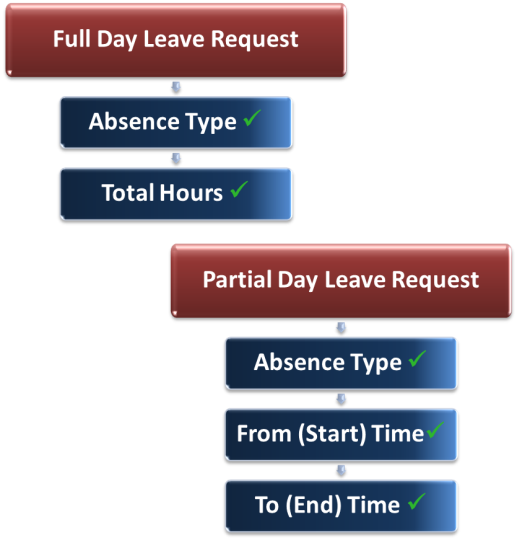 Full Day Leave Request
Absence Type ✓
Total Hours ✓
Partial Day Leave Request
Absence Type ✓
From (Start) Time ✓
To (End) Time ✓